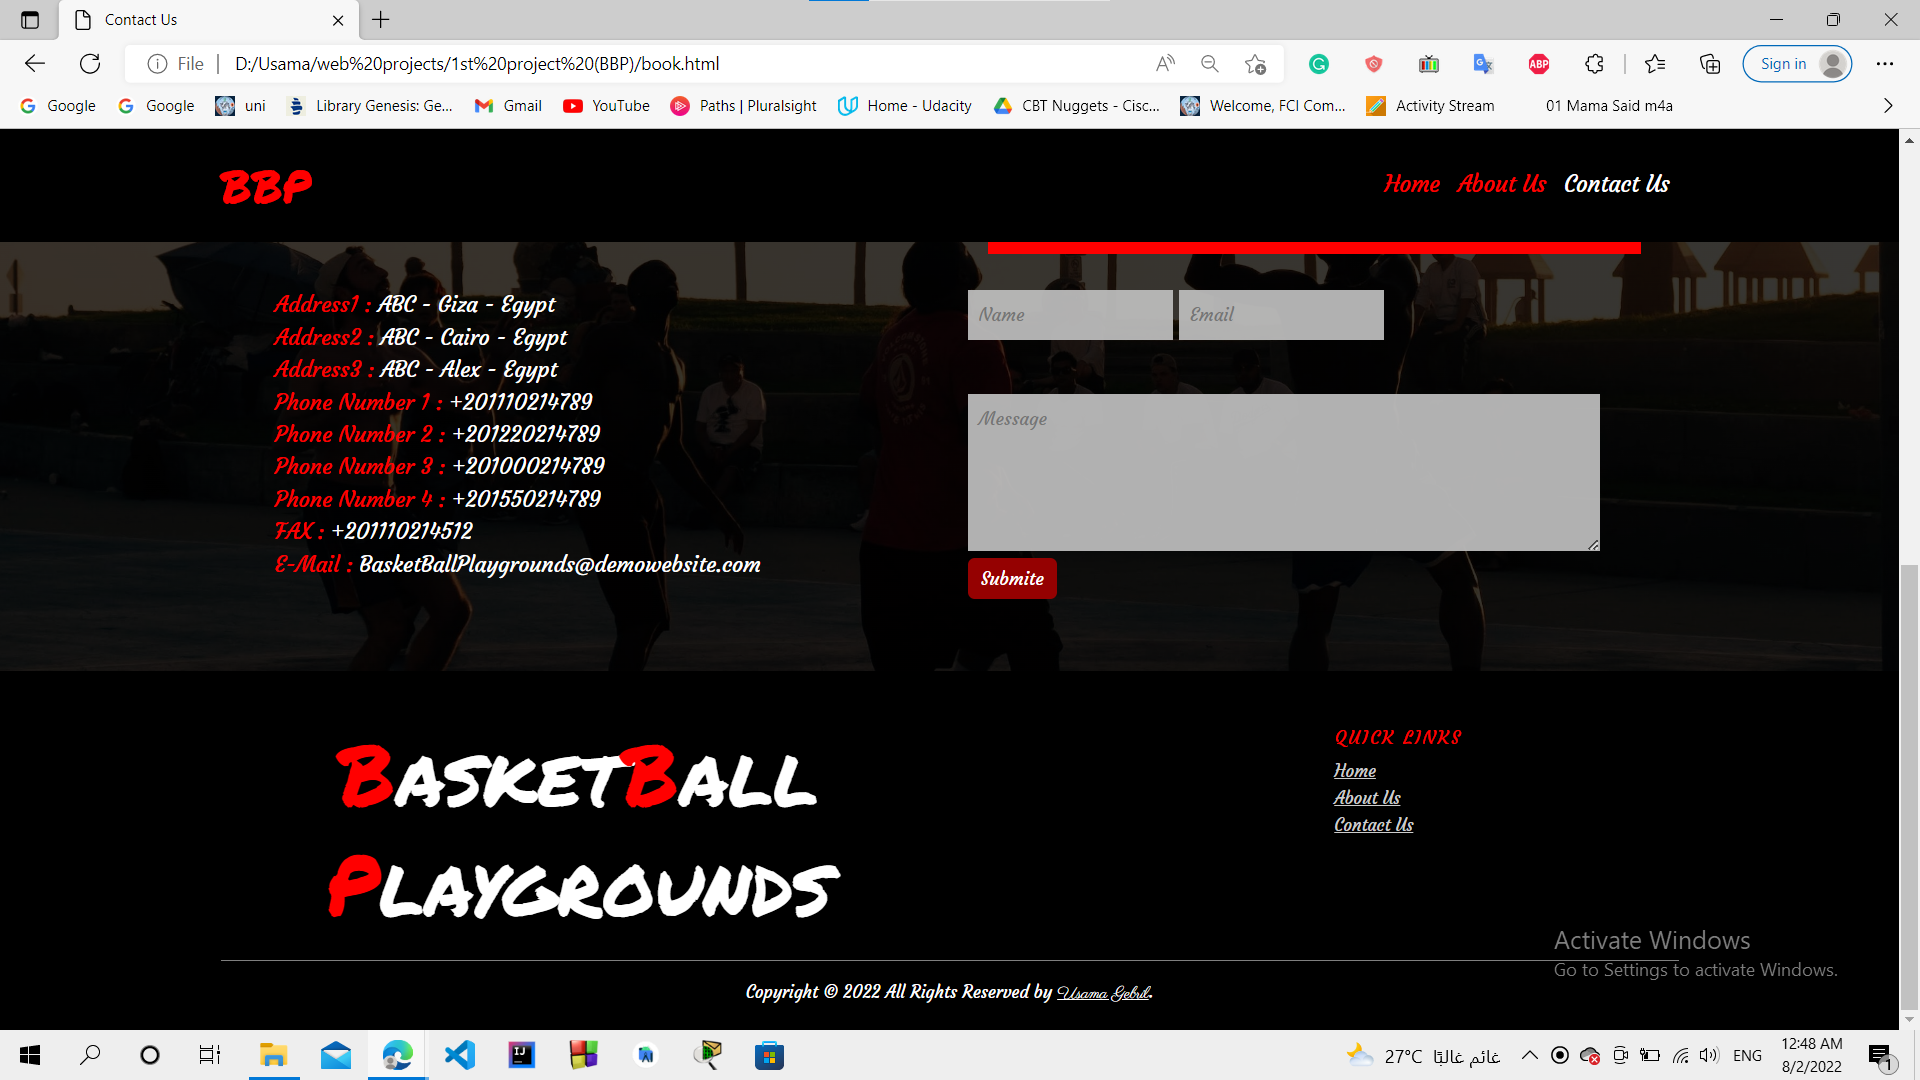 Contact Us
File
D:/Usama/web%20projects/1st%20project%20(BBP)/book.html
ABP
Sign in
Google
Google
uni
Library Genesis: Ge...
Gmail
YouTube
Paths | Pluralsight
Home - Udacity
CBT Nuggets - Cisc...
Welcome, FCI Com...
Activity Stream
01 Mama Said m4a
BBP
Home About Us Contact Us
Address1 : ABC - Giza - Egypt
Address2 : ABC - Cairo - Egypt
Address3 : ABC - Alex - Egypt
Phone Number 1 : +201110214789
Phone Number 2 : +201220214789
Phone Number 3 : +201000214789
Phone Number 4 : +201550214789
FAX : +201110214512
E-Mail : BasketBallPlaygrounds@demowebsite.com
Name
Email
Message
Submite
BasketBall
Playgrounds
QUICK LINKS
Home
About Us
Contact Us
Activate Windows
Go to Settings to activate Windows.
Copyright © 2022 All Rights Reserved by Usama Gebril.
27°C غائم غالبًا
ENG
12:48 AM
8/2/2022
1